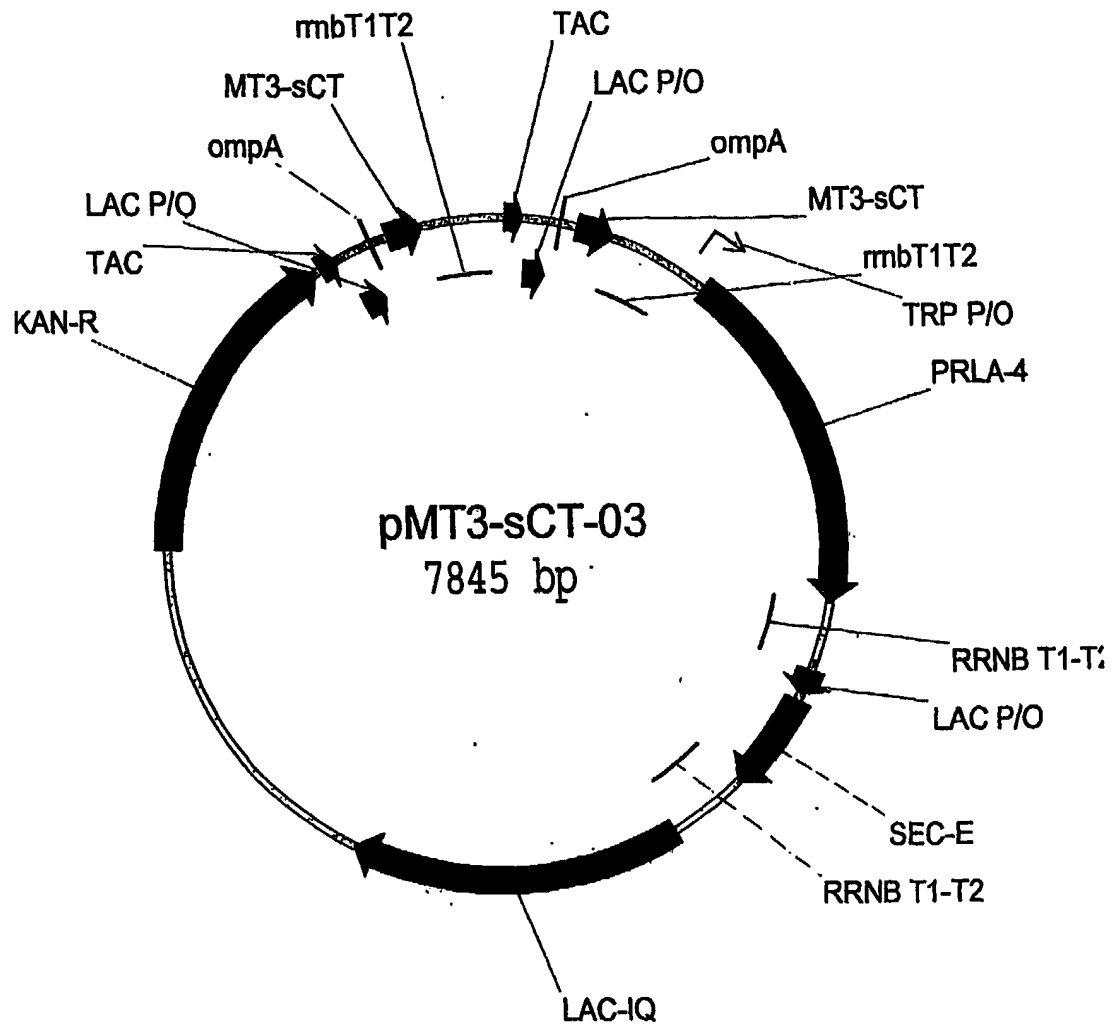 rrnbT1T2
TAC
MT3-sCT
LAC P/O
ompA
ompA
LAC P/O
MT3-sCT
TAC
rrnbT1T2
KAN-R
TRP P/O
PRLA-4
pMT3-sCT-03
7845 bp
RRNB T1-T2
LAC P/O
SEC-E
RRNB T1-T2
LAC-IQ